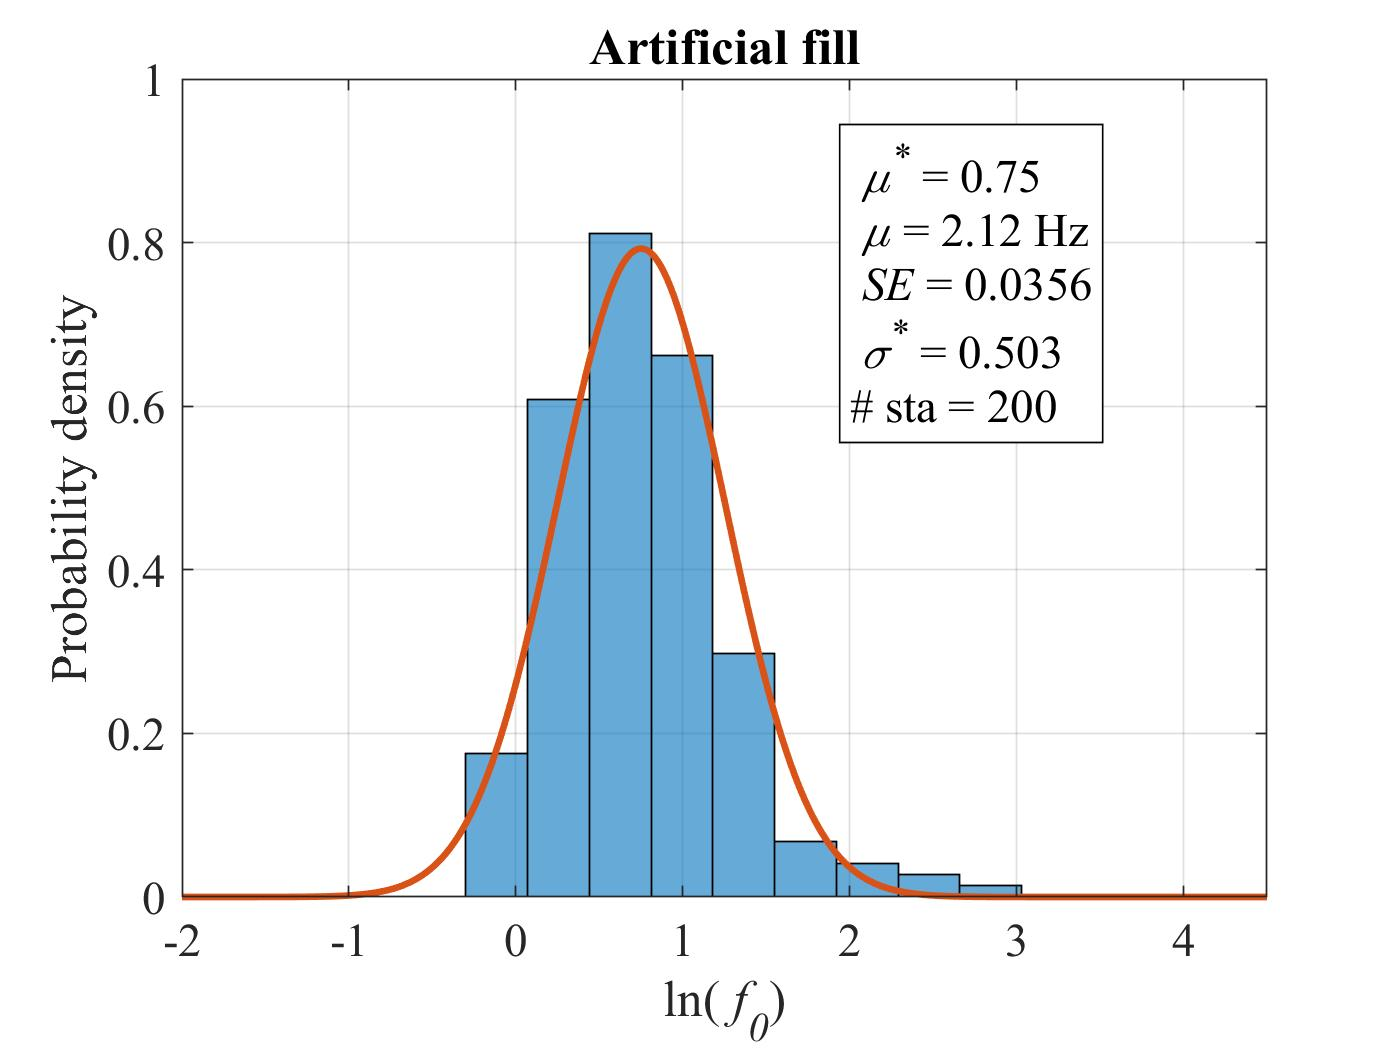 Artificial fill
1
0.8
0.6
0.4
0.2
0
Probability density
μ* = 0.75
μ = 2.12 Hz
SE = 0.0356
σ* = 0.503
# sta = 200
-2 -1 0 1 2 3 4
ln(f0)